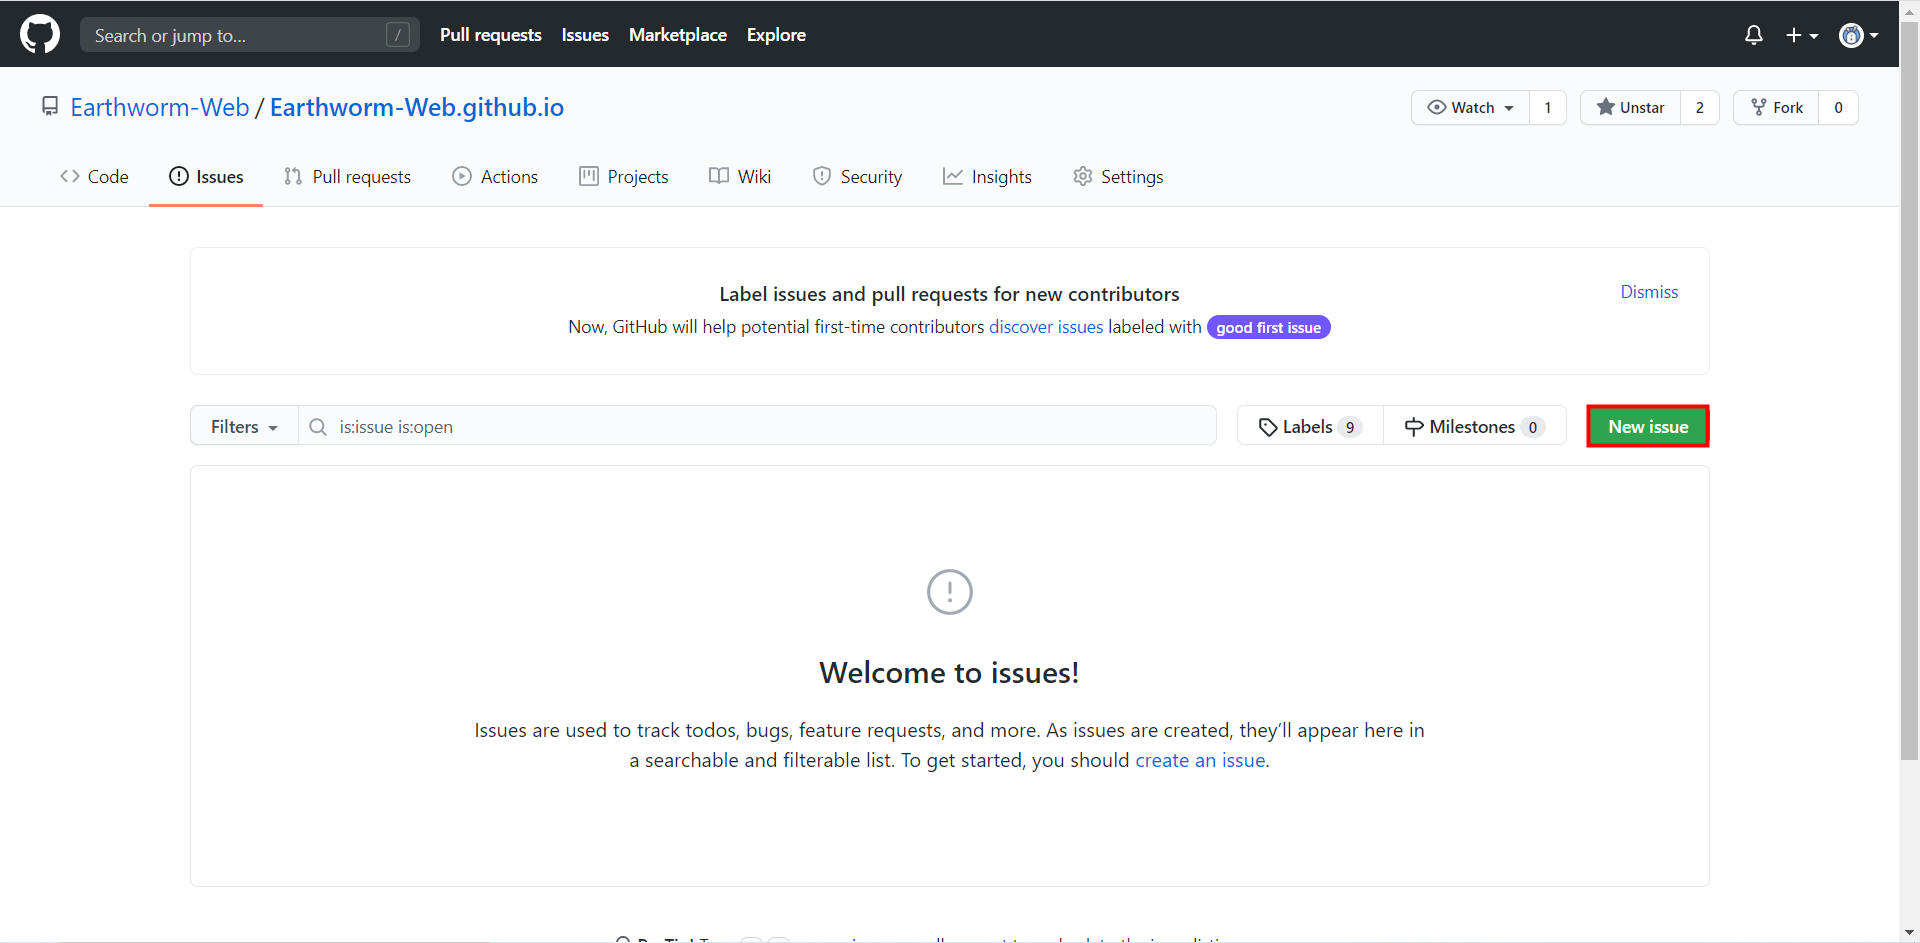 Search or jump to... /
Pull requests Issues Marketplace Explore
Earthworm-Web / Earthworm-Web.github.io
Watch 1 Unstar 2 Fork 0
Code Issues Pull requests Actions Projects Wiki Security Insights Settings
Label issues and pull requests for new contributors
Dismiss
Now, GitHub will help potential first-time contributors discover issues labeled with good first issue
Filters is:issue is:open Labels 9 Milestones 0 New issue
Welcome to issues!
Issues are used to track todos, bugs, feature requests, and more. As issues are created, they’ll appear here in
a searchable and filterable list. To get started, you should create an issue.